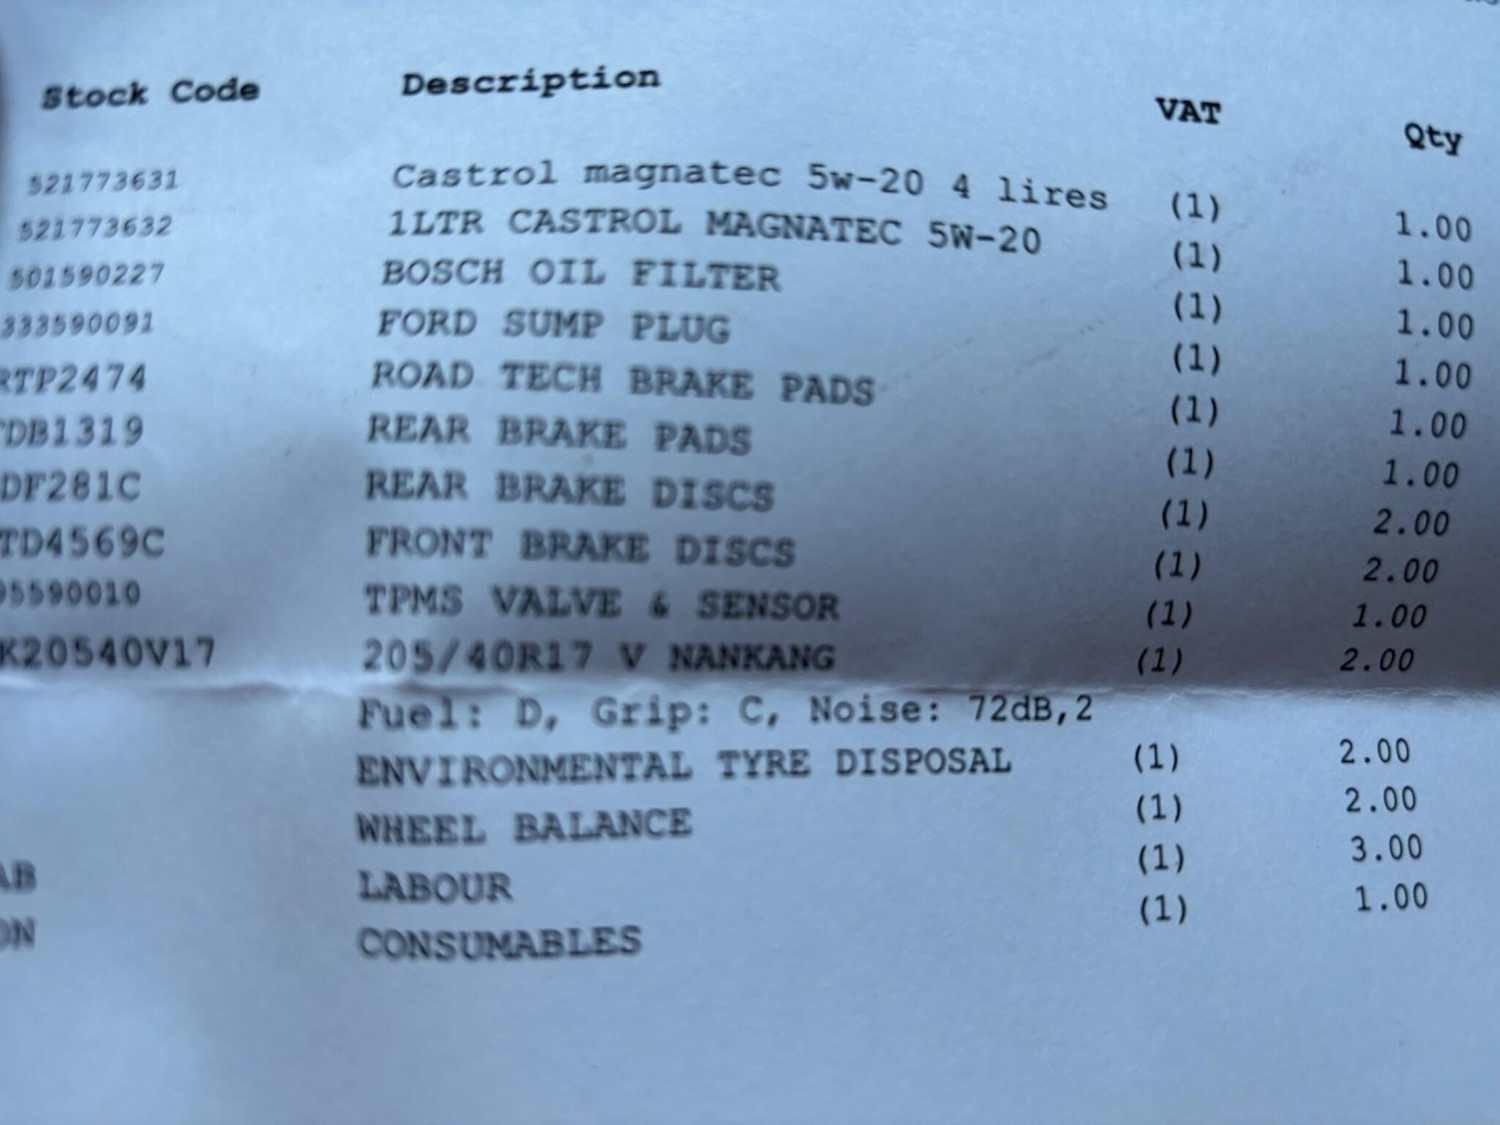 Stock Code Description VAT Qty
521773631 Castrol magnatec 5w-20 4 lires (1) 1.00
521773632 1LTR CASTROL MAGNATEC 5W-20 (1) 1.00
501590227 BOSCH OIL FILTER (1) 1.00
333590091 FORD SUMP PLUG (1) 1.00
RTP2474 ROAD TECH BRAKE PADS (1) 1.00
TDB1319 REAR BRAKE PADS (1) 1.00
DF281C REAR BRAKE DISCS (1) 2.00
TD4569C FRONT BRAKE DISCS (1) 2.00
95590010 TPMS VALVE & SENSOR (1) 1.00
K20540V17 205/40R17 V NANKANG (1) 2.00
Fuel: D, Grip: C, Noise: 72dB,2
ENVIRONMENTAL TYRE DISPOSAL (1) 2.00
WHEEL BALANCE (1) 2.00
AB LABOUR (1) 3.00
ON CONSUMABLES (1) 1.00